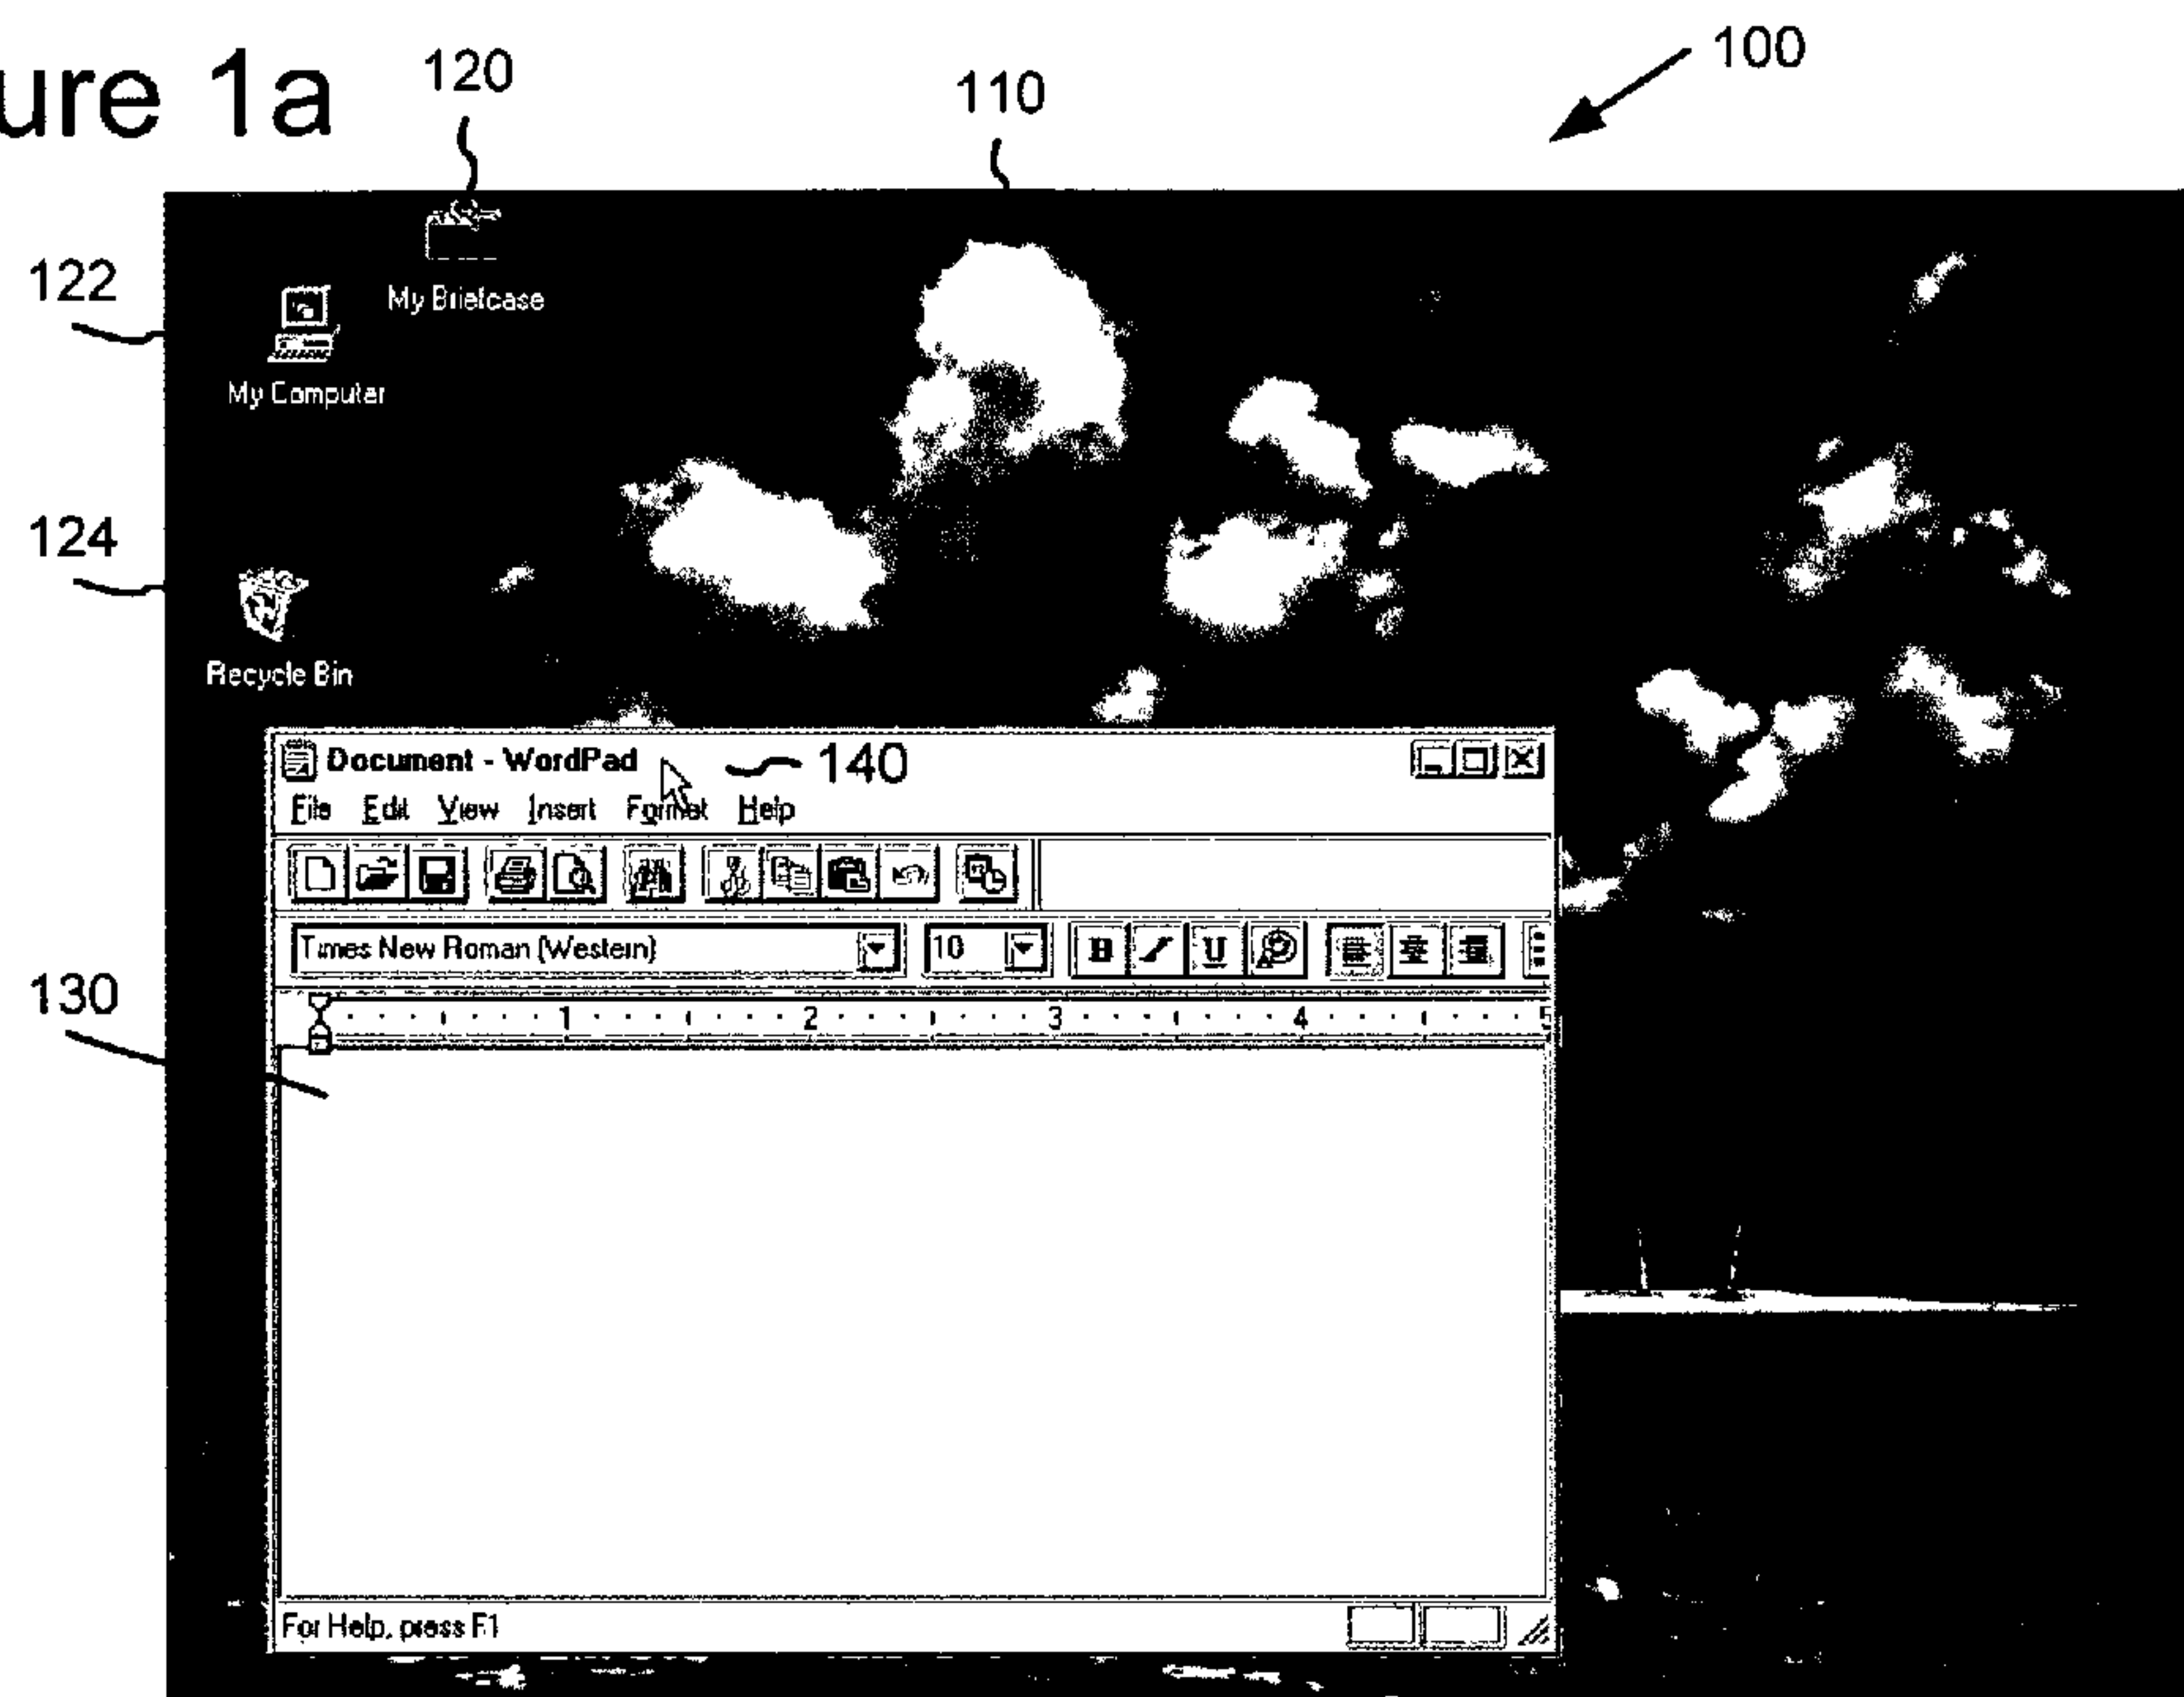 ure 1a
120
110
100
122
My Briefcase
My Computer
124
Recycle Bin
Document - WordPad
140
File Edit View Insert Format Help
Times New Roman (Western) 10 B I U
130
1 2 3 4 5
For Help, press F1